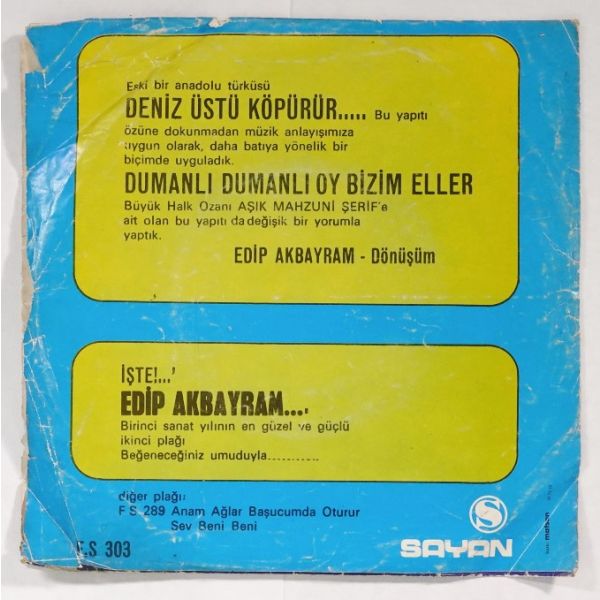 Eski bir anadolu türküsü
DENİZ ÜSTÜ KÖPÜRÜR..... Bu yapıtı
özüne dokunmadan müzik anlayışımıza
uygun olarak, daha batıya yönelik bir
biçimde uyguladık.
DUMANLI DUMANLI OY BİZİM ELLER
Büyük Halk Ozanı AŞIK MAHZUNİ ŞERİF'e
ait olan bu yapıtı da değişik bir yorumla
yaptık.
EDİP AKBAYRAM - Dönüşüm
İŞTE!...'
EDİP AKBAYRAM...,
Birinci sanat yılının en güzel ve güçlü
ikinci plağı
Beğeneceğiniz umuduyla...........
diğer plağı:
F S 289 Anam Ağlar Başucumda Oturur
Sev Beni Beni
F.S 303
S
SAYAN